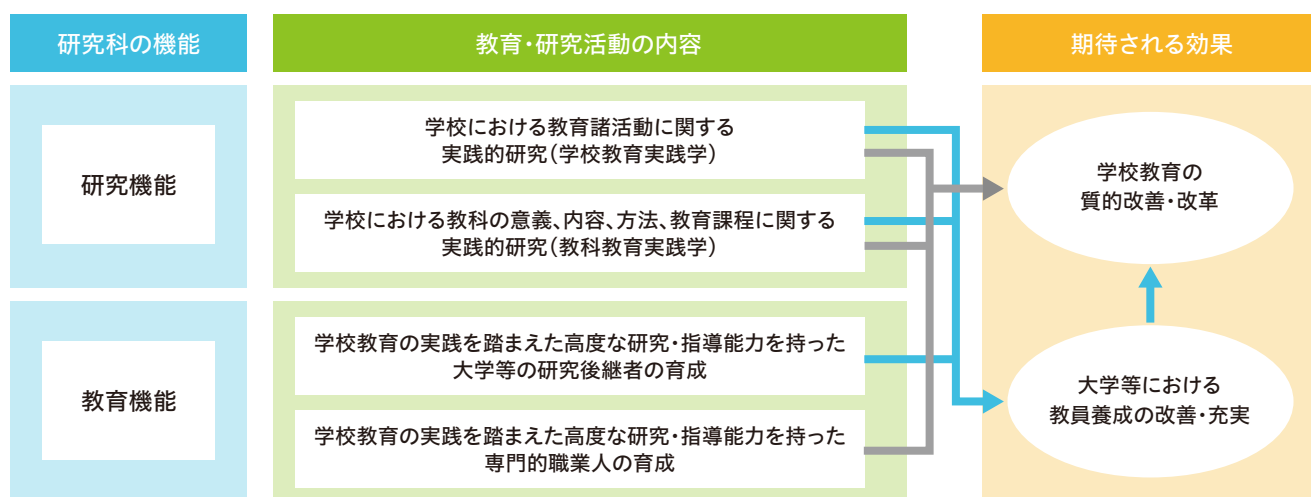 研究科の機能
教育・研究活動の内容
期待される効果
研究機能
学校における教育諸活動に関する
実践的研究(学校教育実践学)
学校における教科の意義、内容、方法、教育課程に関する
実践的研究(教科教育実践学)
学校教育の
質的改善・改革
教育機能
学校教育の実践を踏まえた高度な研究・指導能力を持った
大学等の研究後継者の育成
学校教育の実践を踏まえた高度な研究・指導能力を持った
専門的職業人の育成
大学等における
教員養成の改善・充実